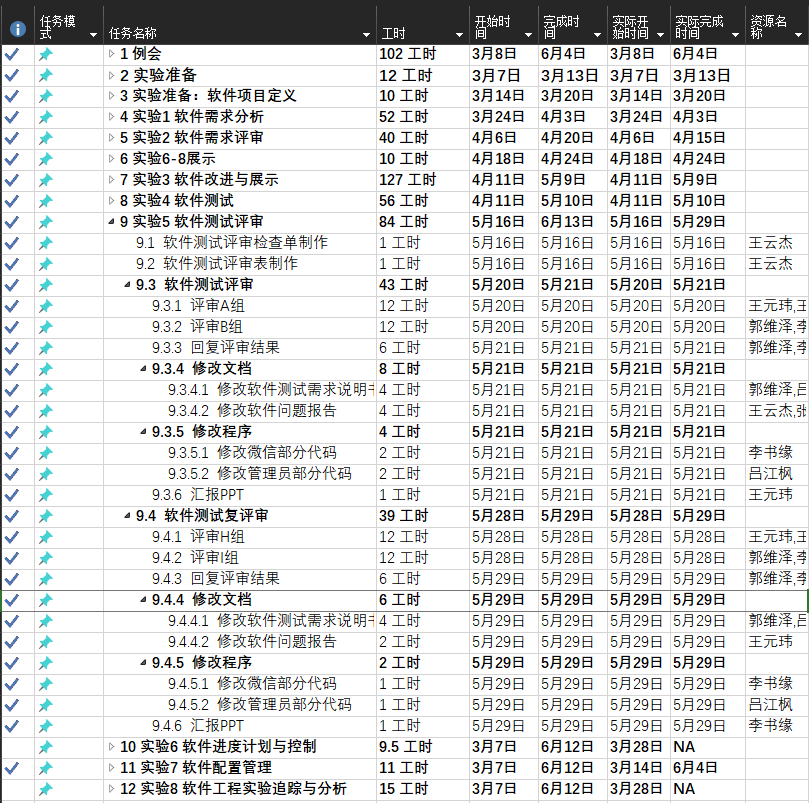 任务模式 任务名称 工时 开始时间 完成时间 实际开始时间 实际完成时间 资源名称
1 例会 102 工时 3月8日 6月4日 3月8日 6月4日
2 实验准备 12 工时 3月7日 3月13日 3月7日 3月13日
3 实验准备：软件项目定义 10 工时 3月14日 3月20日 3月14日 3月20日
4 实验1 软件需求分析 52 工时 3月24日 4月3日 3月24日 4月3日
5 实验2 软件需求评审 40 工时 4月6日 4月20日 4月6日 4月15日
6 实验6-8展示 10 工时 4月18日 4月24日 4月18日 4月24日
7 实验3 软件改进与展示 127 工时 4月11日 5月9日 4月11日 5月9日
8 实验4 软件测试 56 工时 4月11日 5月10日 4月11日 5月10日
9 实验5 软件测试评审 84 工时 5月16日 6月13日 5月16日 5月29日
9.1 软件测试评审检查单制作 1 工时 5月16日 5月16日 5月16日 5月16日 王云杰
9.2 软件测试评审表制作 1 工时 5月16日 5月16日 5月16日 5月16日 王云杰
9.3 软件测试评审 43 工时 5月20日 5月21日 5月20日 5月21日
9.3.1 评审A组 12 工时 5月20日 5月20日 5月20日 5月20日 王元玮,王
9.3.2 评审B组 12 工时 5月20日 5月20日 5月20日 5月20日 郭维泽,李
9.3.3 回复评审结果 6 工时 5月21日 5月21日 5月21日 5月21日 郭维泽,李
9.3.4 修改文档 8 工时 5月21日 5月21日 5月21日 5月21日
9.3.4.1 修改软件测试需求说明书 4 工时 5月21日 5月21日 5月21日 5月21日 郭维泽,吕
9.3.4.2 修改软件问题报告 4 工时 5月21日 5月21日 5月21日 5月21日 王云杰,张
9.3.5 修改程序 4 工时 5月21日 5月21日 5月21日 5月21日
9.3.5.1 修改微信部分代码 2 工时 5月21日 5月21日 5月21日 5月21日 李书缘
9.3.5.2 修改管理员部分代码 2 工时 5月21日 5月21日 5月21日 5月21日 吕江枫
9.3.6 汇报PPT 1 工时 5月21日 5月21日 5月21日 5月21日 王元玮
9.4 软件测试复评审 39 工时 5月28日 5月29日 5月28日 5月29日
9.4.1 评审H组 12 工时 5月28日 5月28日 5月28日 5月28日 王元玮,王
9.4.2 评审I组 12 工时 5月28日 5月28日 5月28日 5月28日 郭维泽,李
9.4.3 回复评审结果 6 工时 5月29日 5月29日 5月29日 5月29日 郭维泽,李
9.4.4 修改文档 6 工时 5月29日 5月29日 5月29日 5月29日
9.4.4.1 修改软件测试需求说明书 4 工时 5月29日 5月29日 5月29日 5月29日 郭维泽,吕
9.4.4.2 修改软件问题报告 2 工时 5月29日 5月29日 5月29日 5月29日 王元玮
9.4.5 修改程序 2 工时 5月29日 5月29日 5月29日 5月29日
9.4.5.1 修改微信部分代码 1 工时 5月29日 5月29日 5月29日 5月29日 李书缘
9.4.5.2 修改管理员部分代码 1 工时 5月29日 5月29日 5月29日 5月29日 吕江枫
9.4.6 汇报PPT 1 工时 5月29日 5月29日 5月29日 5月29日 李书缘
10 实验6 软件进度计划与控制 9.5 工时 3月7日 6月12日 3月28日 NA
11 实验7 软件配置管理 11 工时 3月7日 6月12日 3月14日 6月4日
12 实验8 软件工程实验追踪与分析 15 工时 3月7日 6月12日 3月28日 NA